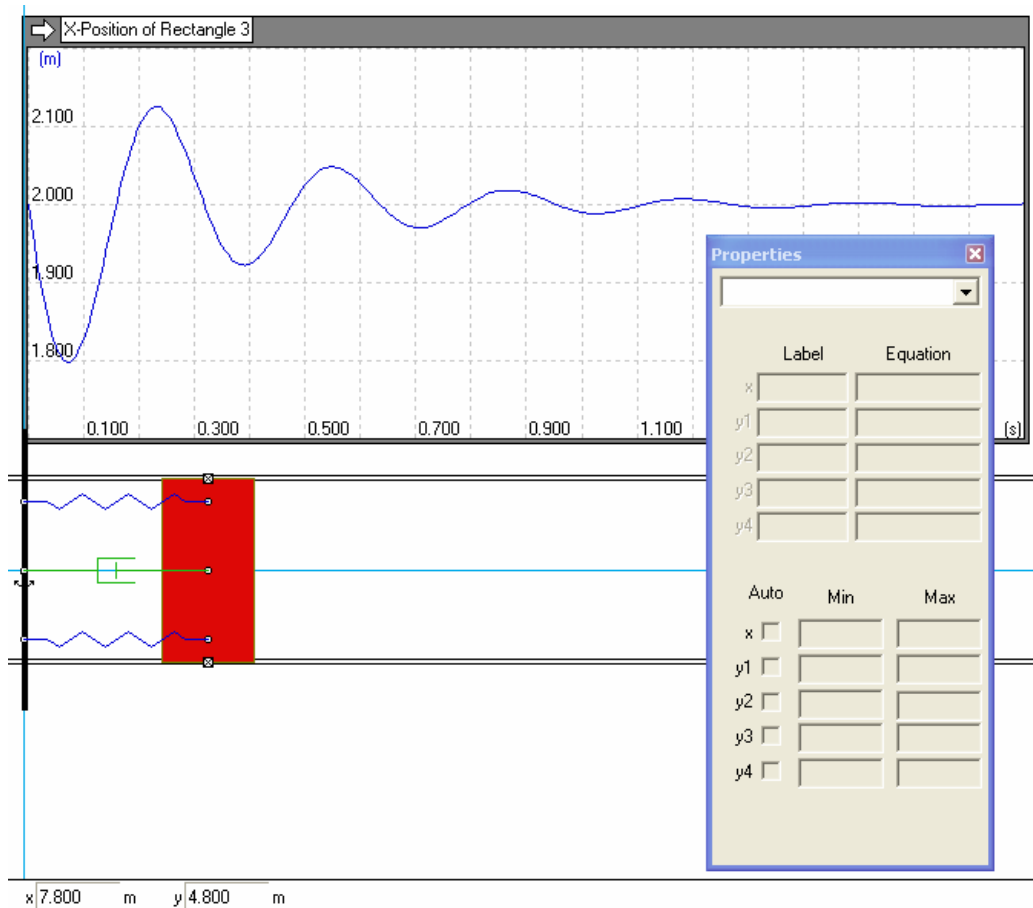 X-Position of Rectangle 3
(m)
2.100
2.000
1.900
1.800
0.100 0.300 0.500 0.700 0.900 1.100 (s)
Properties
Label Equation
x
y1
y2
y3
y4
Auto Min Max
x
y1
y2
y3
y4
x 7.800 m y 4.800 m